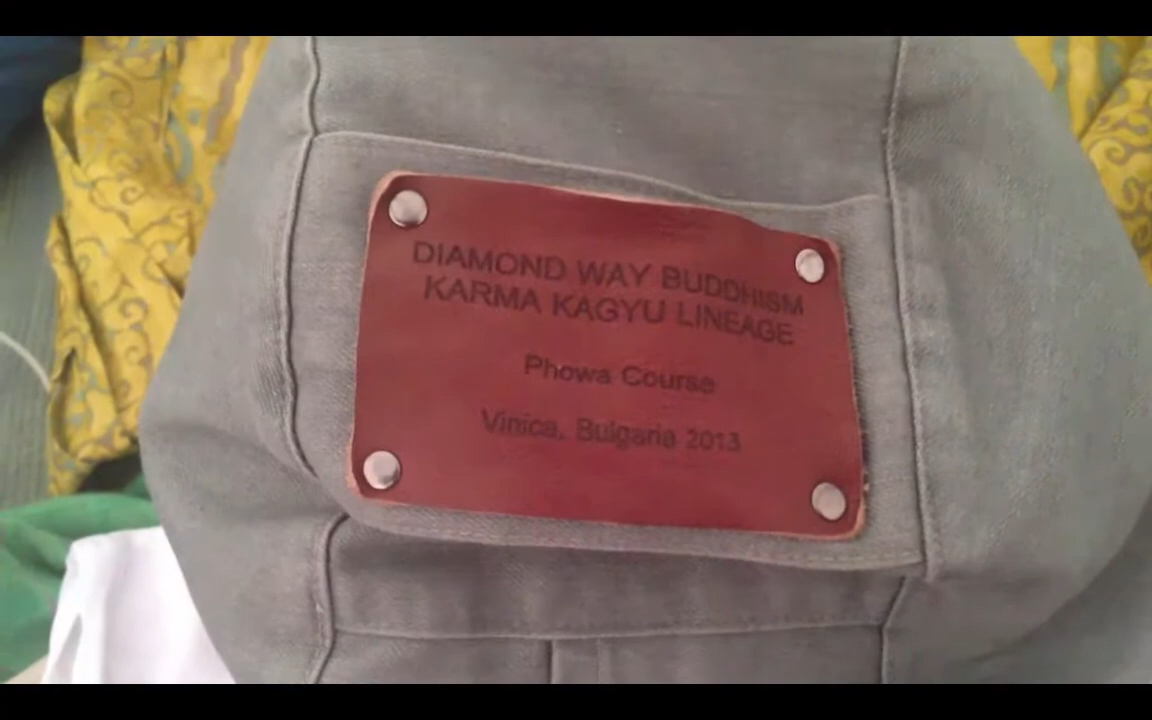 DIAMOND WAY BUDDHISM
KARMA KAGYU LINEAGE
Phowa Course
Vinica, Bulgaria 2013